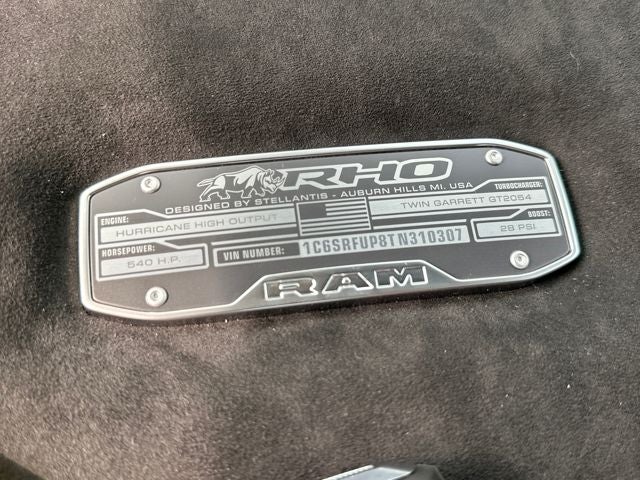 RHO
DESIGNED BY STELLANTIS - AUBURN HILLS MI. USA
ENGINE:
HURRICANE HIGH OUTPUT
TURBOCHARGER:
TWIN GARRETT GT2054
HORSEPOWER:
540 H.P.
VIN NUMBER: 1C6SRFUP8TN310307
BOOST:
28 PSI
RAM